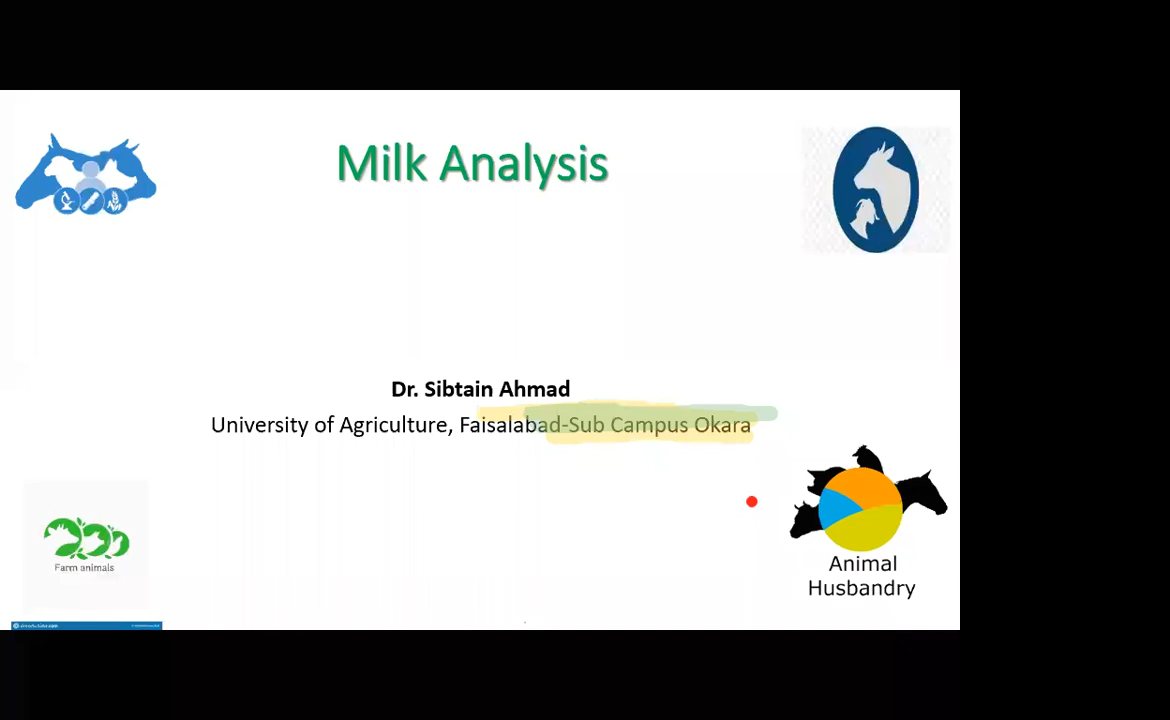 Milk Analysis
Dr. Sibtain Ahmad
University of Agriculture, Faisalabad-Sub Campus Okara
Farm animals
Animal
Husbandry